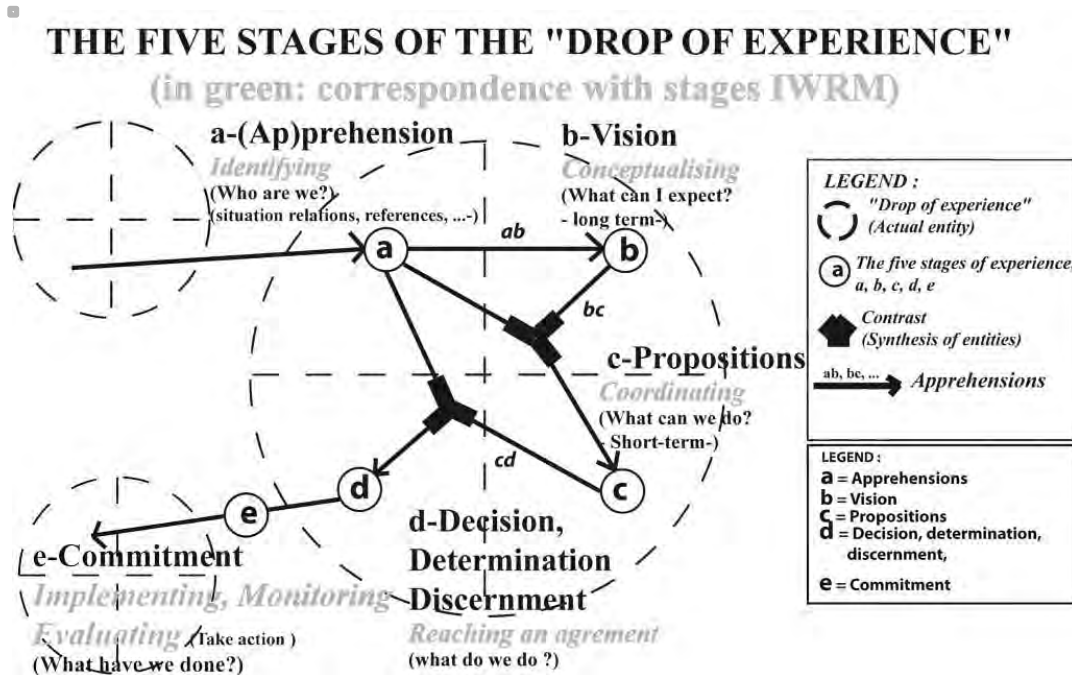 THE FIVE STAGES OF THE "DROP OF EXPERIENCE"
(in green: correspondence with stages IWRM)
a-(Ap)prehension
Identifying
(Who are we?)
(situation relations, references, ...-)
b-Vision
Conceptualising
(What can I expect?
- long term-)
a
ab
b
bc
c-Propositions
Coordinating
(What can we do?
- Short-term-)
cd
c
d
e
d-Decision,
Determination
Discernment
Reaching an agrement
(what do we do ?)
e-Commitment
Implementing, Monitoring
Evaluating (Take action )
(What have we done?)
LEGEND :
"Drop of experience"
(Actual entity)
a
The five stages of experience,
a, b, c, d, e
Contrast
(Synthesis of entities)
ab, bc, ...
Apprehensions
LEGEND :
a = Apprehensions
b = Vision
c = Propositions
d = Decision, determination,
discernment,
e = Commitment